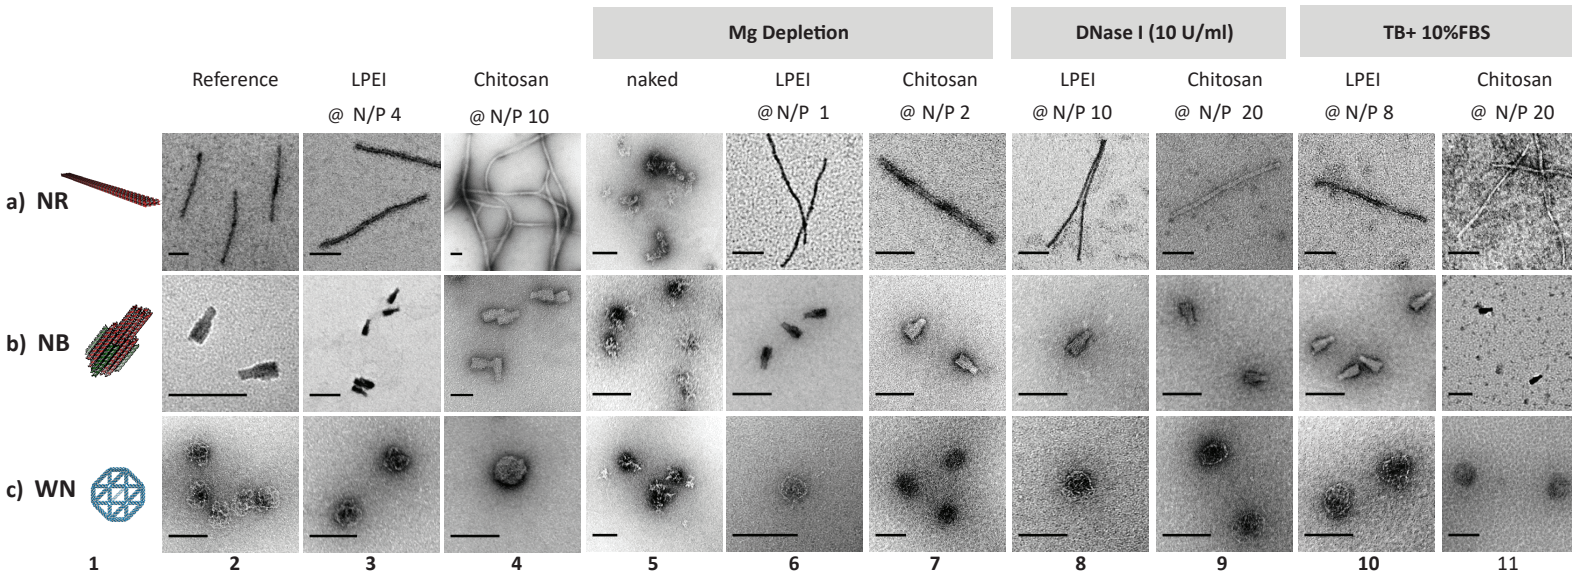 Mg Depletion DNase I (10 U/ml) TB+ 10%FBS
Reference LPEI Chitosan naked LPEI Chitosan LPEI Chitosan LPEI Chitosan
@ N/P 4 @ N/P 10 @ N/P 1 @ N/P 2 @ N/P 10 @ N/P 20 @ N/P 8 @ N/P 20
a) NR
b) NB
c) WN
1 2 3 4 5 6 7 8 9 10 11